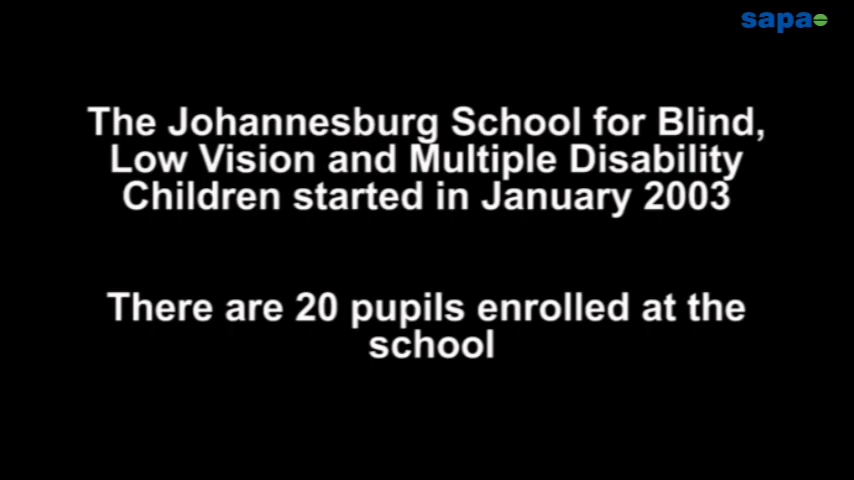 sapa
The Johannesburg School for Blind,
Low Vision and Multiple Disability
Children started in January 2003
There are 20 pupils enrolled at the
school